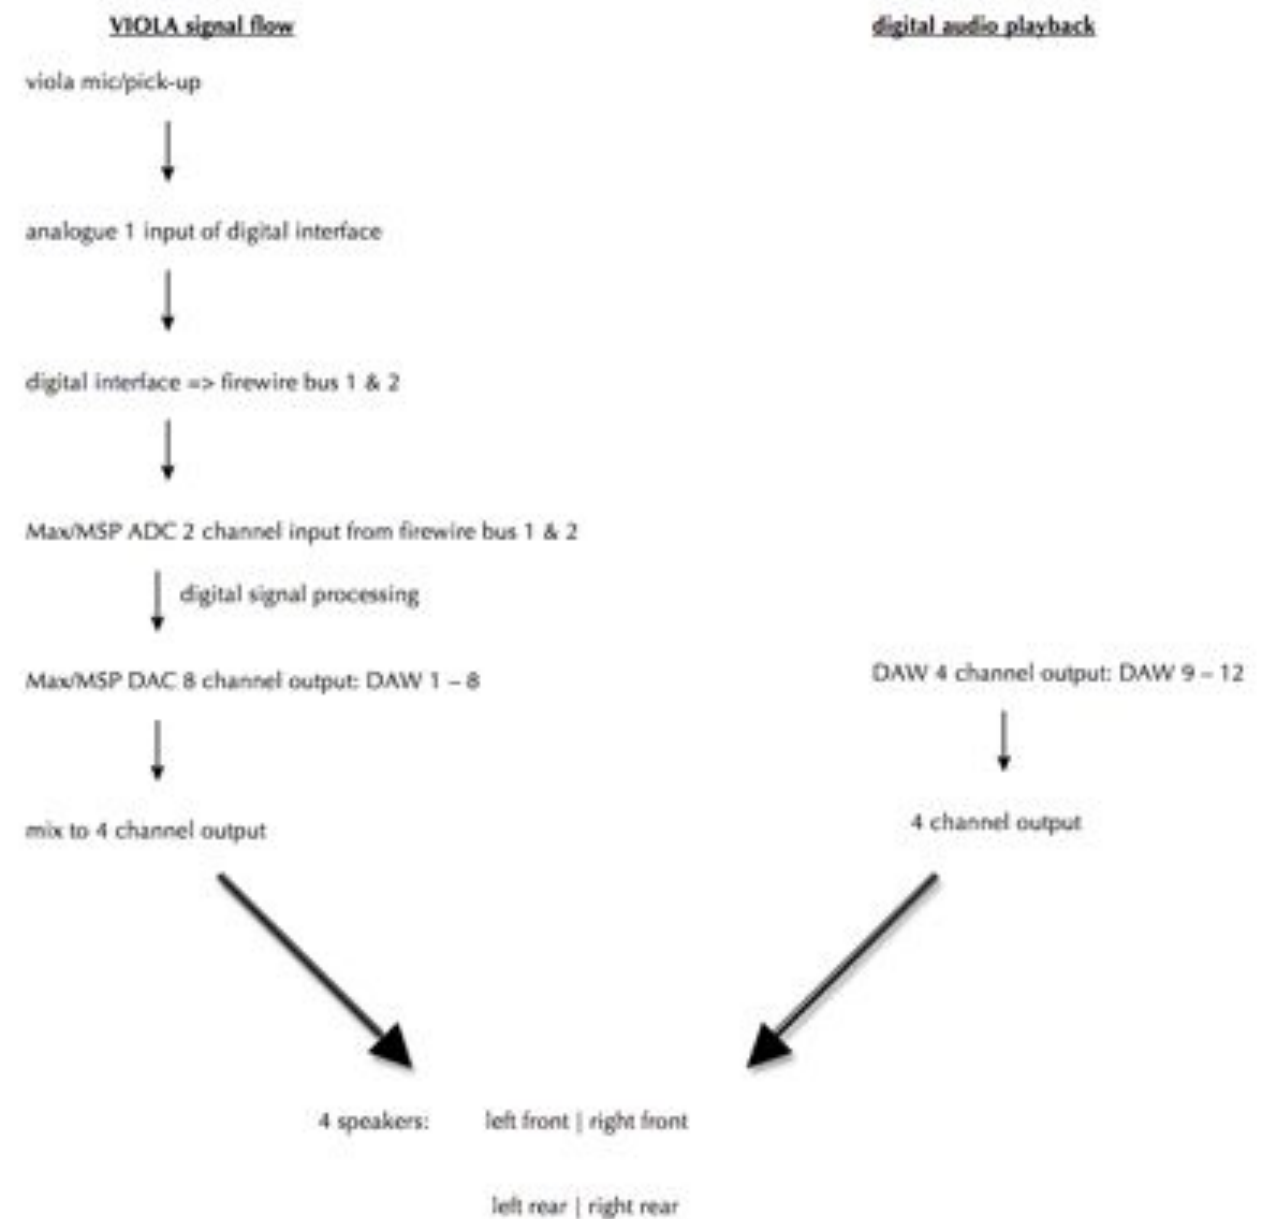 VIOLA signal flow
viola mic/pick-up
analogue 1 input of digital interface
digital interface => firewire bus 1 & 2
Max/MSP ADC 2 channel input from firewire bus 1 & 2
digital signal processing
Max/MSP DAC 8 channel output: DAW 1 – 8
mix to 4 channel output
digital audio playback
DAW 4 channel output: DAW 9 – 12
4 channel output
4 speakers: left front | right front
left rear | right rear